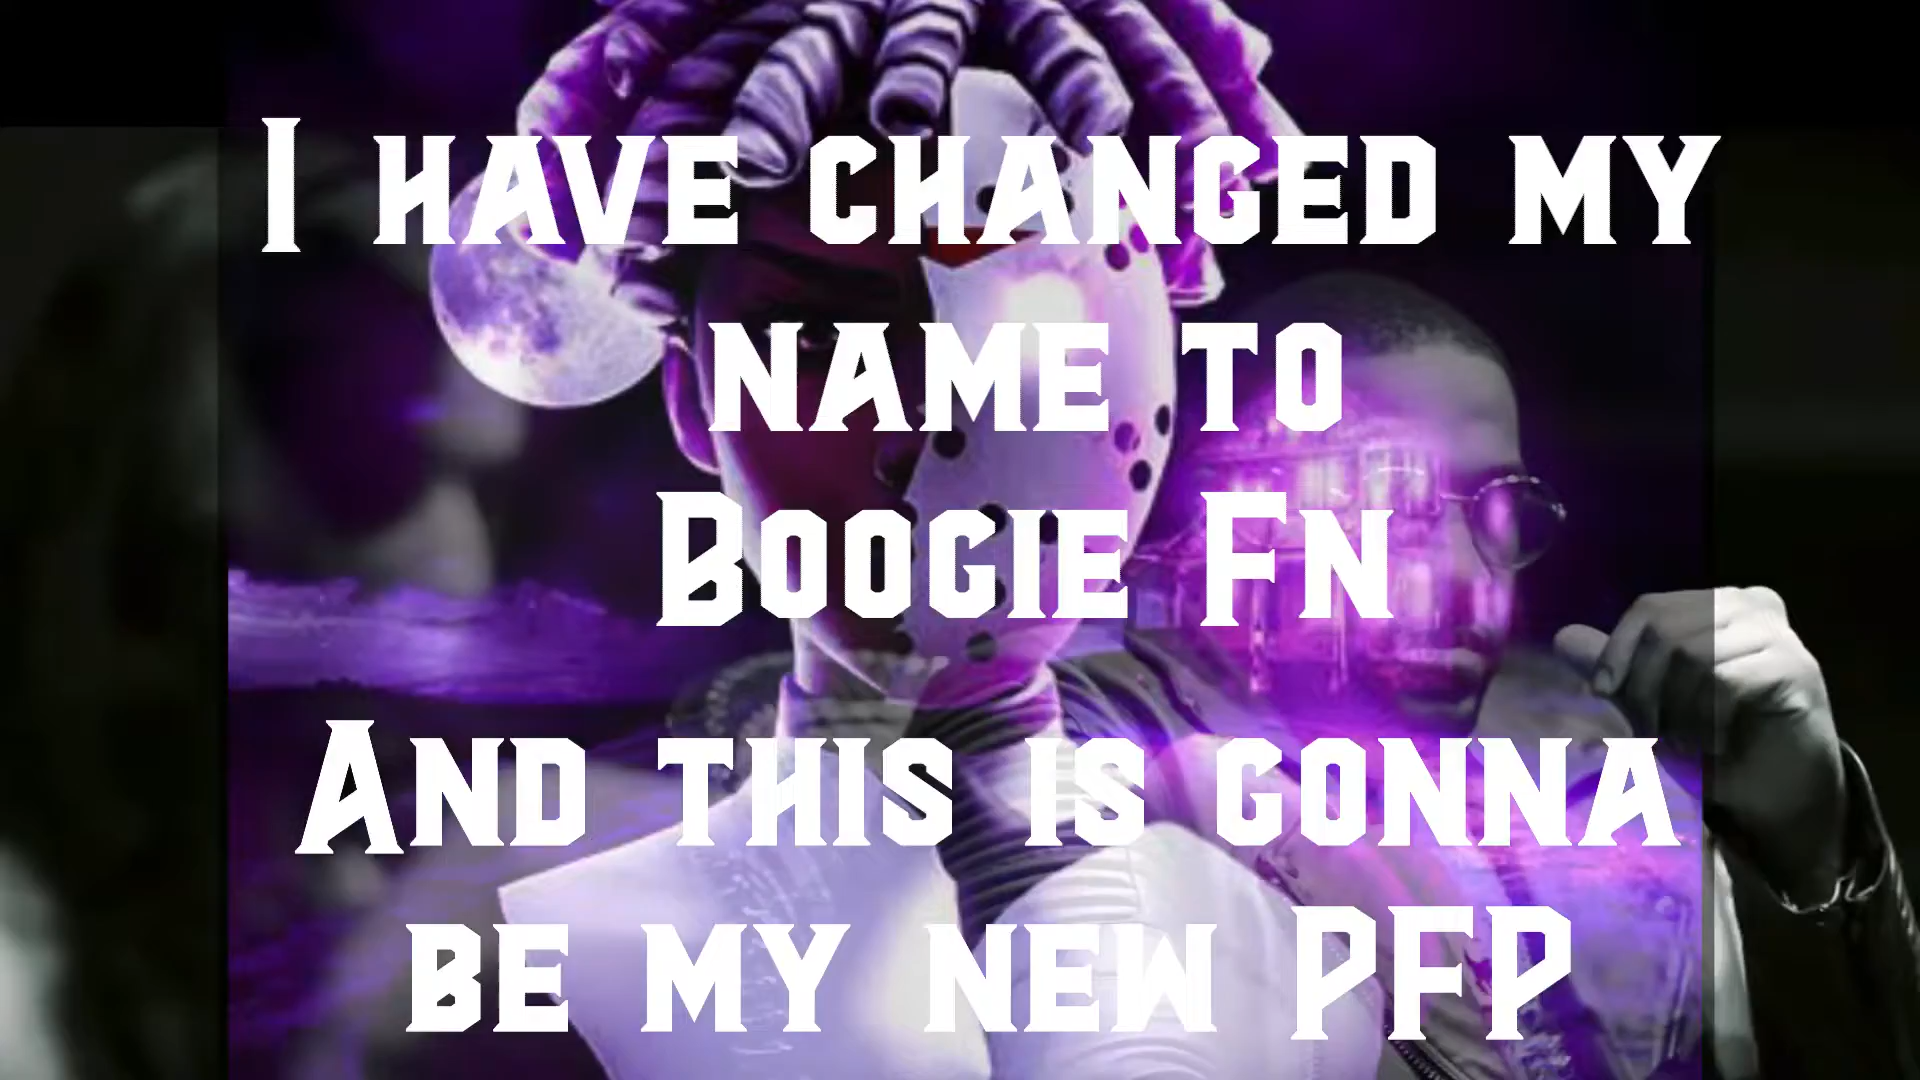 I have changed my
name to
Boogie Fn
And this is gonna
be my new PFP